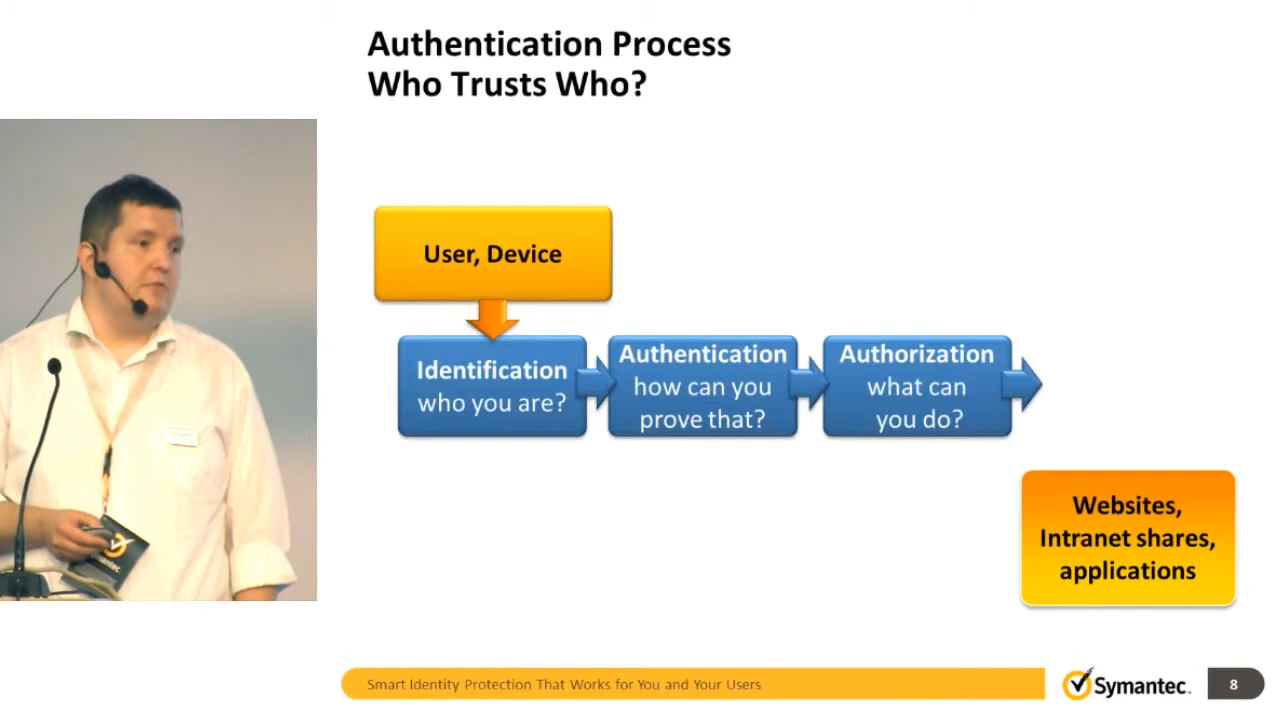 Authentication Process
Who Trusts Who?
User, Device
Identification
who you are?
Authentication
how can you
prove that?
Authorization
what can
you do?
Websites,
Intranet shares,
applications
Symantec
Smart Identity Protection That Works for You and Your Users
Symantec.
8